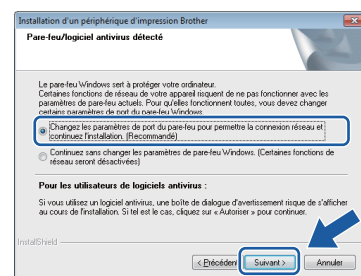 Installation d'un périphérique d'impression Brother
Pare-feu/logiciel antivirus détecté
Le pare-feu Windows sert à protéger votre ordinateur.
Certaines fonctions de réseau de votre appareil risquent de ne pas fonctionner avec les
paramètres de pare-feu actuels. Pour qu'elles fonctionnent toutes, vous devez changer
certains paramètres de port du pare-feu Windows.
Changez les paramètres de port du pare-feu pour permettre la connexion réseau et
continuez l'installation. (Recommandé)
Continuez sans changer les paramètres de pare-feu Windows. (Certaines fonctions de
réseau seront désactivées)
Pour les utilisateurs de logiciels antivirus :
Si vous utilisez un logiciel antivirus, une boîte de dialogue d'avertissement risque de s'afficher
au cours de l'installation. Si tel est le cas, cliquez sur « Autoriser » pour continuer.
InstallShield
< Précédent Suivant > Annuler